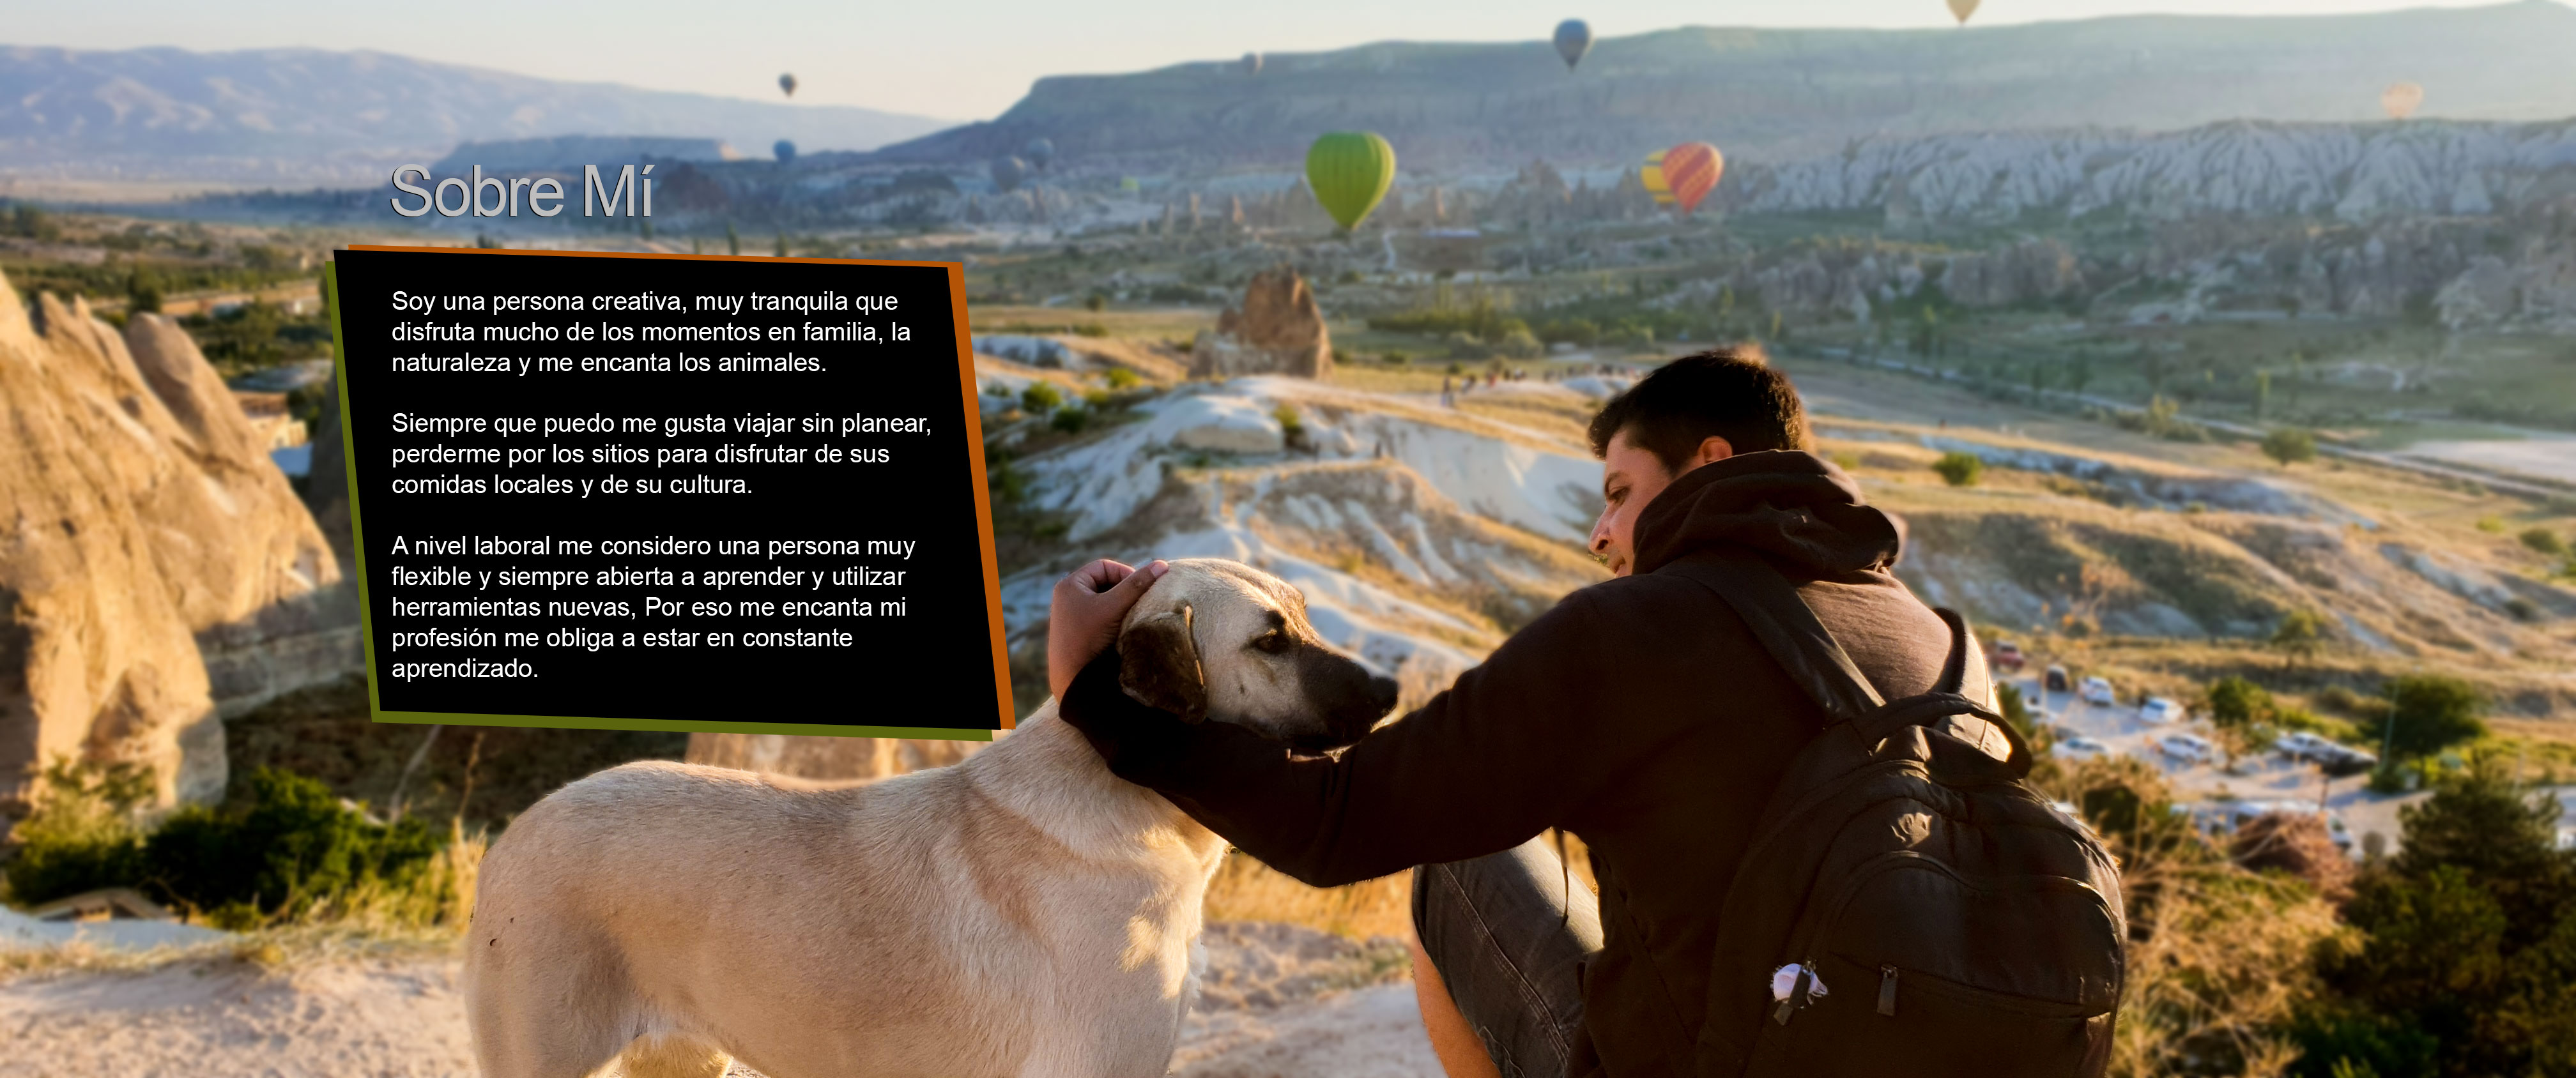 Sobre Mí
Soy una persona creativa, muy tranquila que
disfruta mucho de los momentos en familia, la
naturaleza y me encanta los animales.
Siempre que puedo me gusta viajar sin planear,
perderme por los sitios para disfrutar de sus
comidas locales y de su cultura.
A nivel laboral me considero una persona muy
flexible y siempre abierta a aprender y utilizar
herramientas nuevas, Por eso me encanta mi
profesión me obliga a estar en constante
aprendizado.